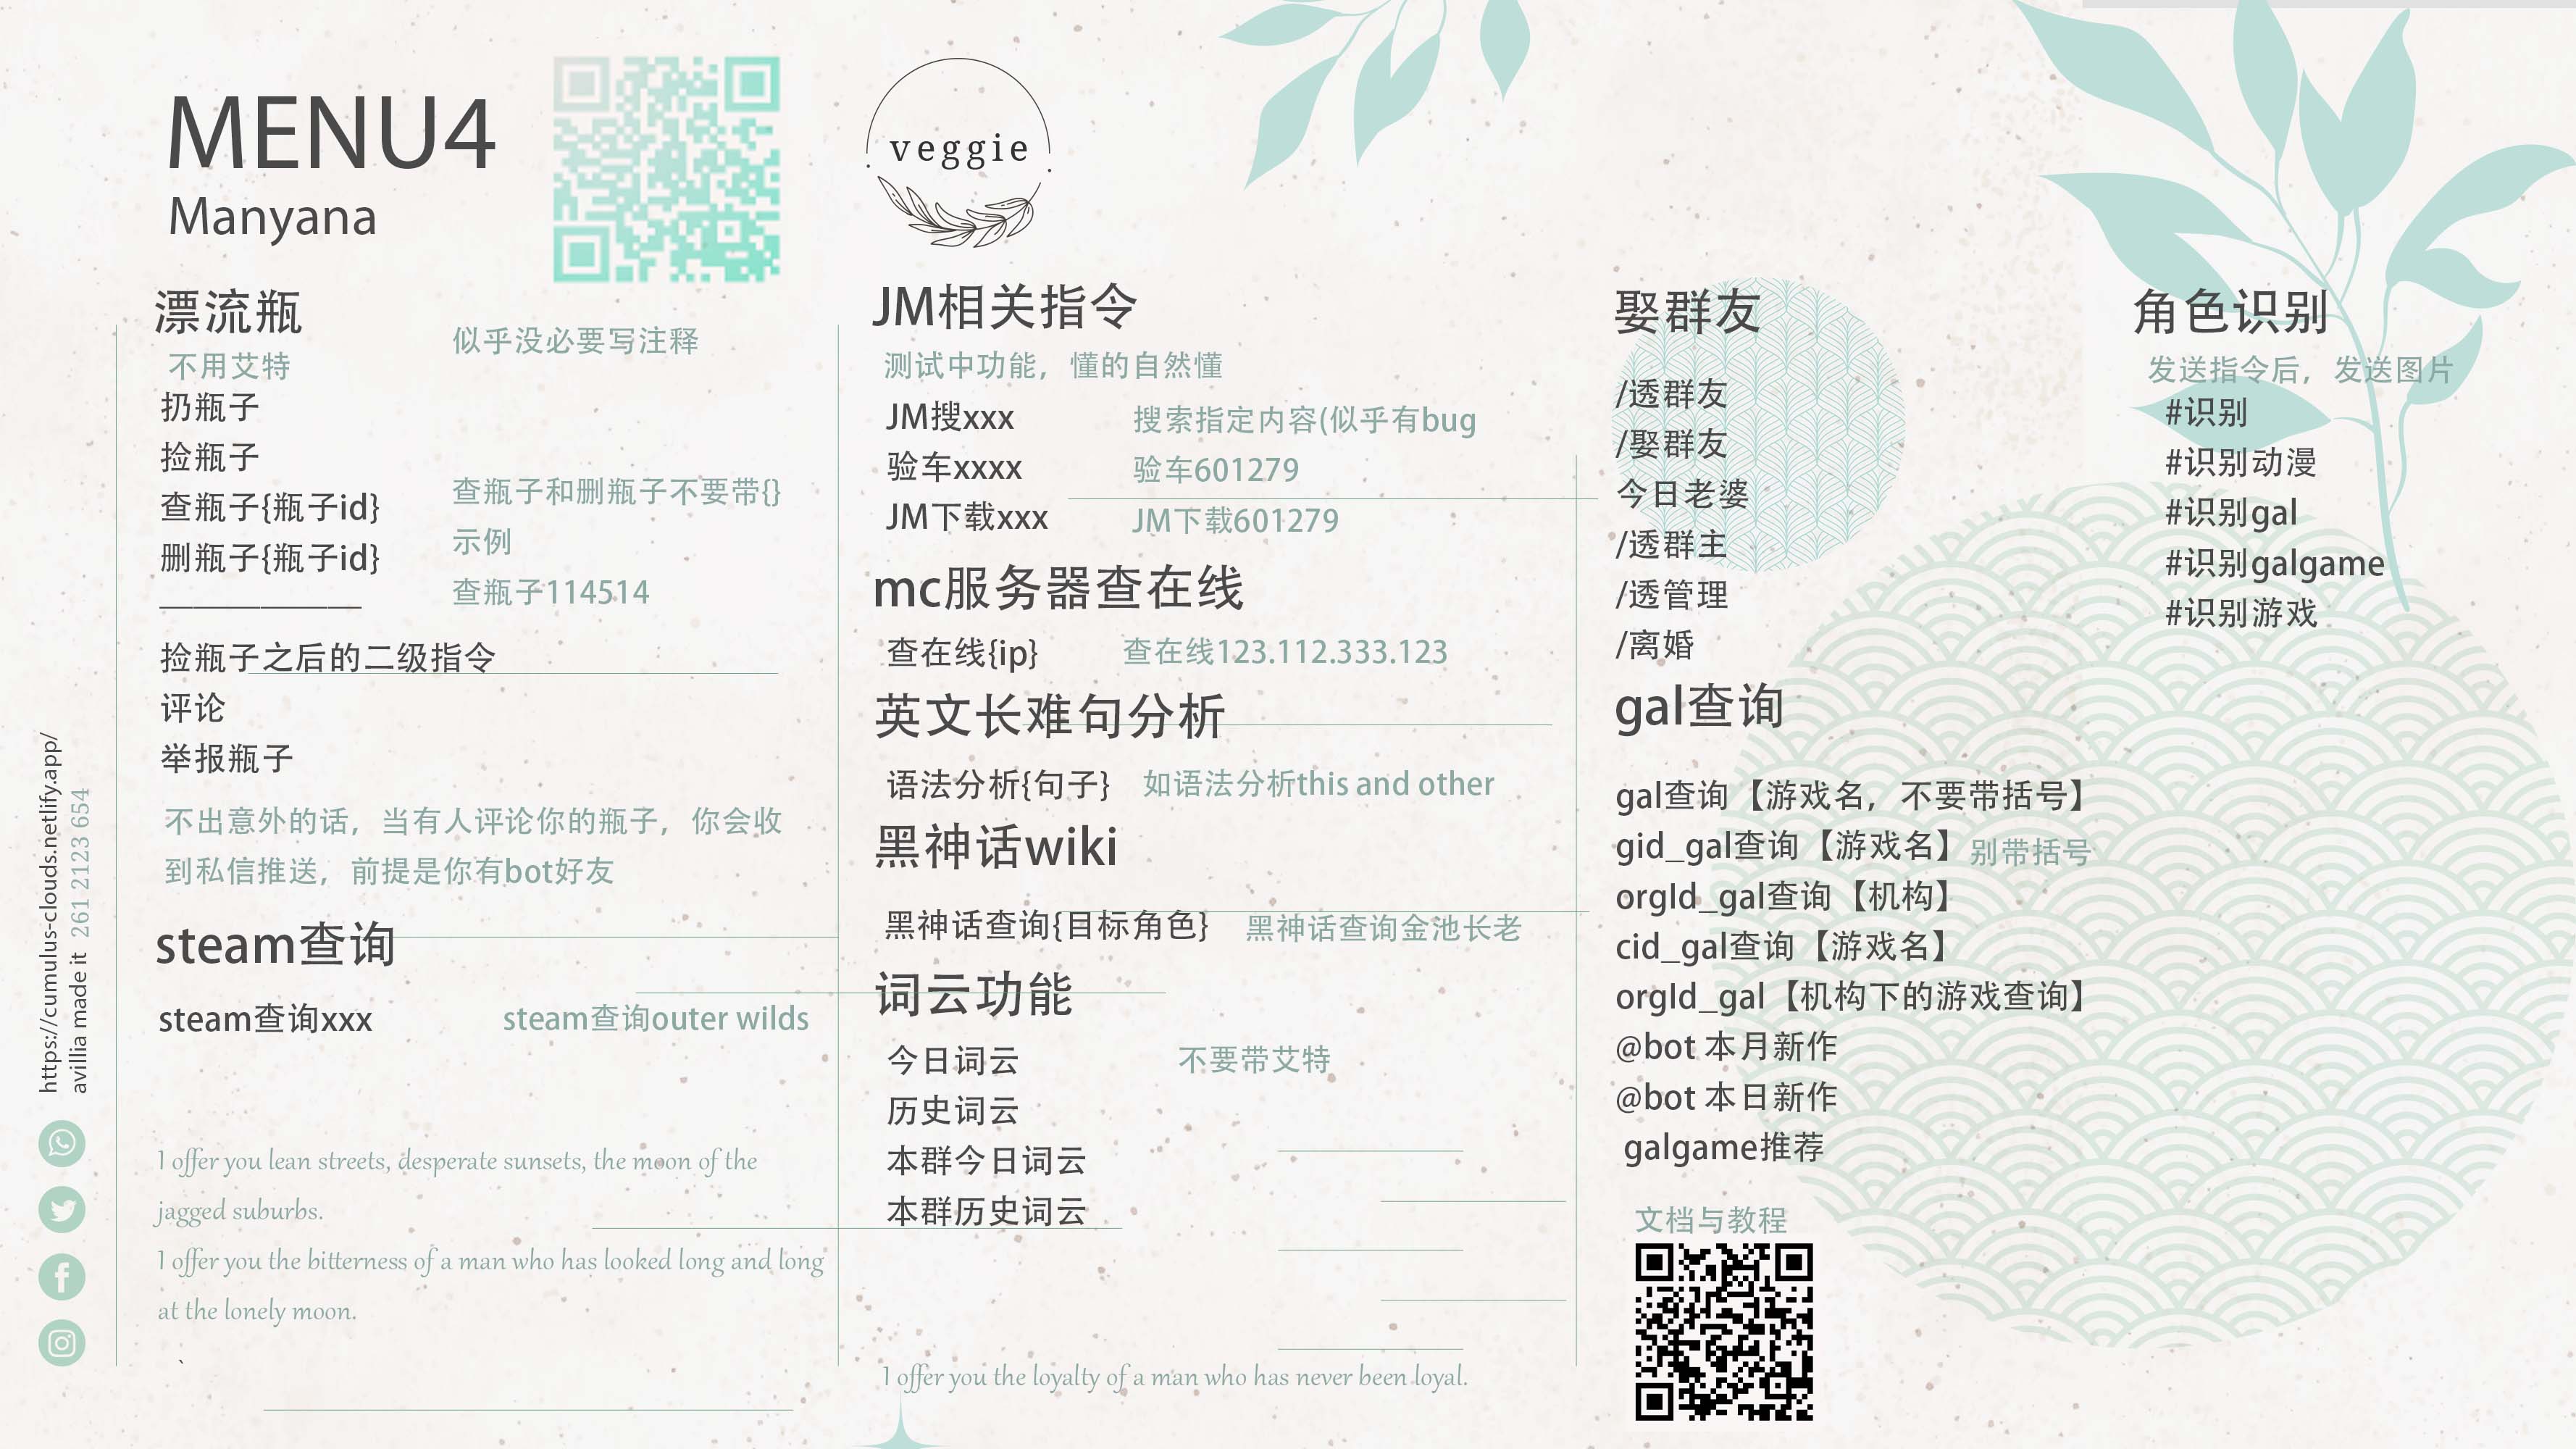 MENU4
Manyana
veggie
漂流瓶
不用艾特
似乎没必要写注释
扔瓶子
捡瓶子
查瓶子{瓶子id}
删瓶子{瓶子id}
查瓶子和删瓶子不要带{}
示例
查瓶子114514
——————
捡瓶子之后的二级指令
评论
举报瓶子
不出意外的话，当有人评论你的瓶子，你会收
到私信推送，前提是你有bot好友
steam查询
steam查询xxx
steam查询outer wilds
I offer you lean streets, desperate sunsets, the moon of the
jagged suburbs.
I offer you the bitterness of a man who has looked long and long
at the lonely moon.
`
https://cumulus-clouds.netlify.app/
avillia made it 261 2123 654
JM相关指令
测试中功能，懂的自然懂
JM搜xxx
搜索指定内容(似乎有bug
验车xxxx
验车601279
JM下载xxx
JM下载601279
mc服务器查在线
查在线{ip}
查在线123.112.333.123
英文长难句分析
语法分析{句子}
如语法分析this and other
黑神话wiki
黑神话查询{目标角色}
黑神话查询金池长老
词云功能
今日词云
不要带艾特
历史词云
本群今日词云
本群历史词云
I offer you the loyalty of a man who has never been loyal.
娶群友
/透群友
/娶群友
今日老婆
/透群主
/透管理
/离婚
gal查询
gal查询【游戏名，不要带括号】
gid_gal查询【游戏名】
别带括号
orgId_gal查询【机构】
cid_gal查询【游戏名】
orgId_gal【机构下的游戏查询】
@bot 本月新作
@bot 本日新作
galgame推荐
文档与教程
角色识别
发送指令后，发送图片
#识别
#识别动漫
#识别gal
#识别galgame
#识别游戏